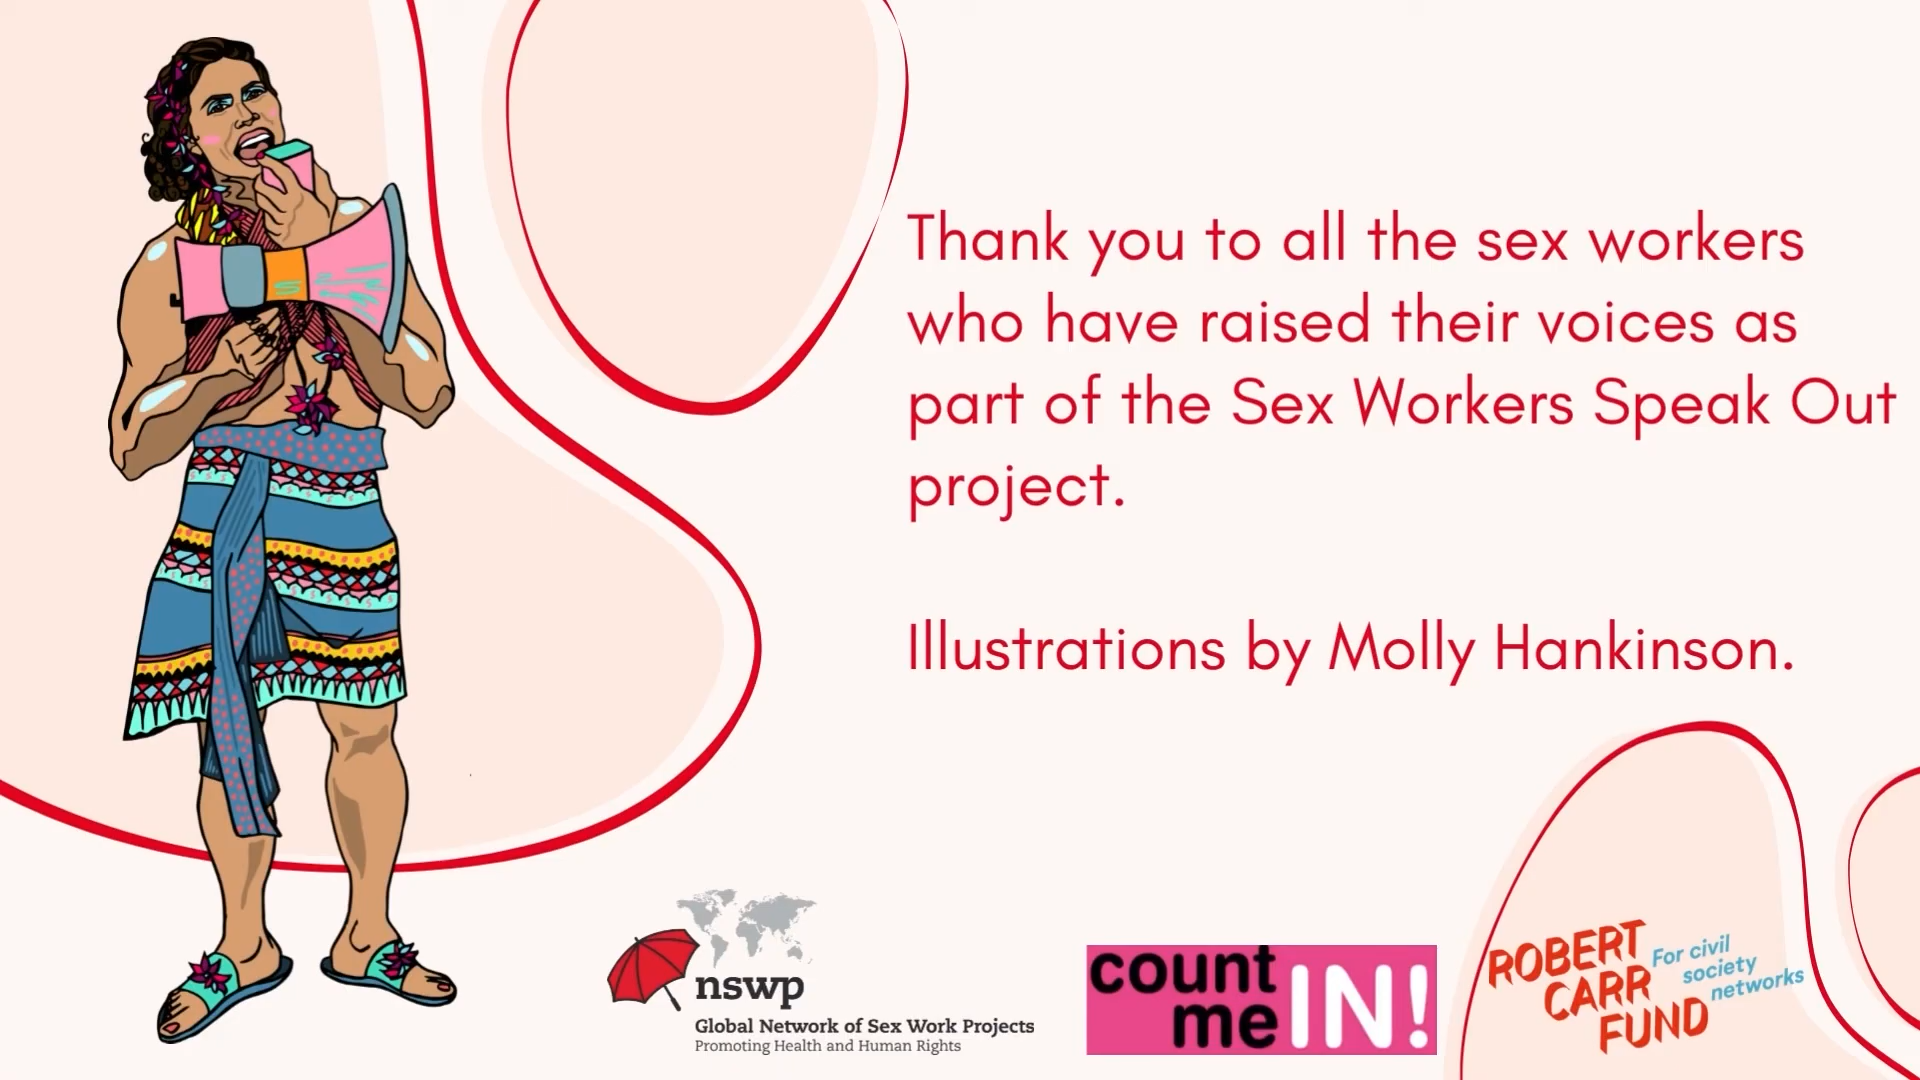 Thank you to all the sex workers
who have raised their voices as
part of the Sex Workers Speak Out
project.
Illustrations by Molly Hankinson.
nswp
Global Network of Sex Work Projects
Promoting Health and Human Rights
count
me IN!
ROBERT
CARR
FUND
For civil
society
networks